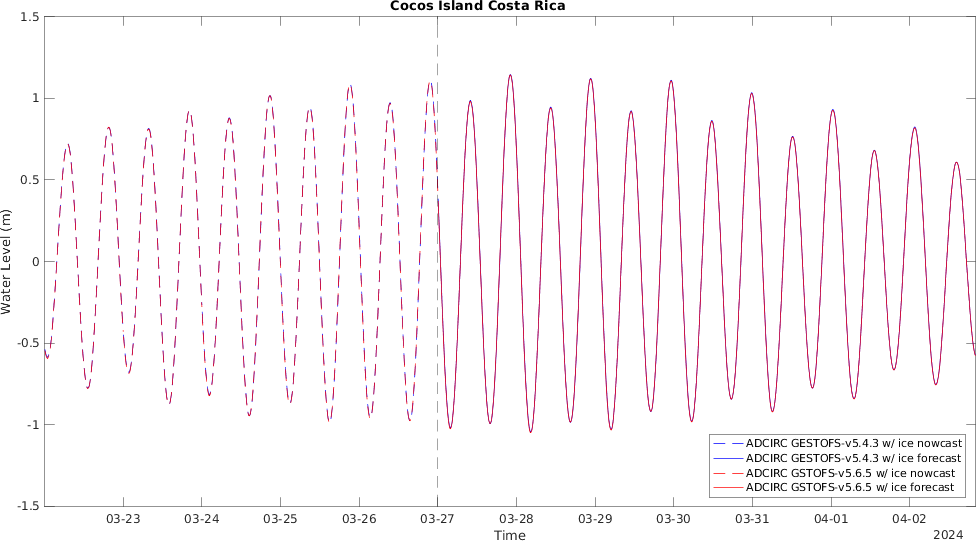 Cocos Island Costa Rica
1.5
1
0.5
0
-0.5
-1
-1.5
Water Level (m)
ADCIRC GESTOFS-v5.4.3 w/ ice nowcast
ADCIRC GESTOFS-v5.4.3 w/ ice forecast
ADCIRC GSTOFS-v5.6.5 w/ ice nowcast
ADCIRC GSTOFS-v5.6.5 w/ ice forecast
03-23 03-24 03-25 03-26 03-27 03-28 03-29 03-30 03-31 04-01 04-02
Time
2024